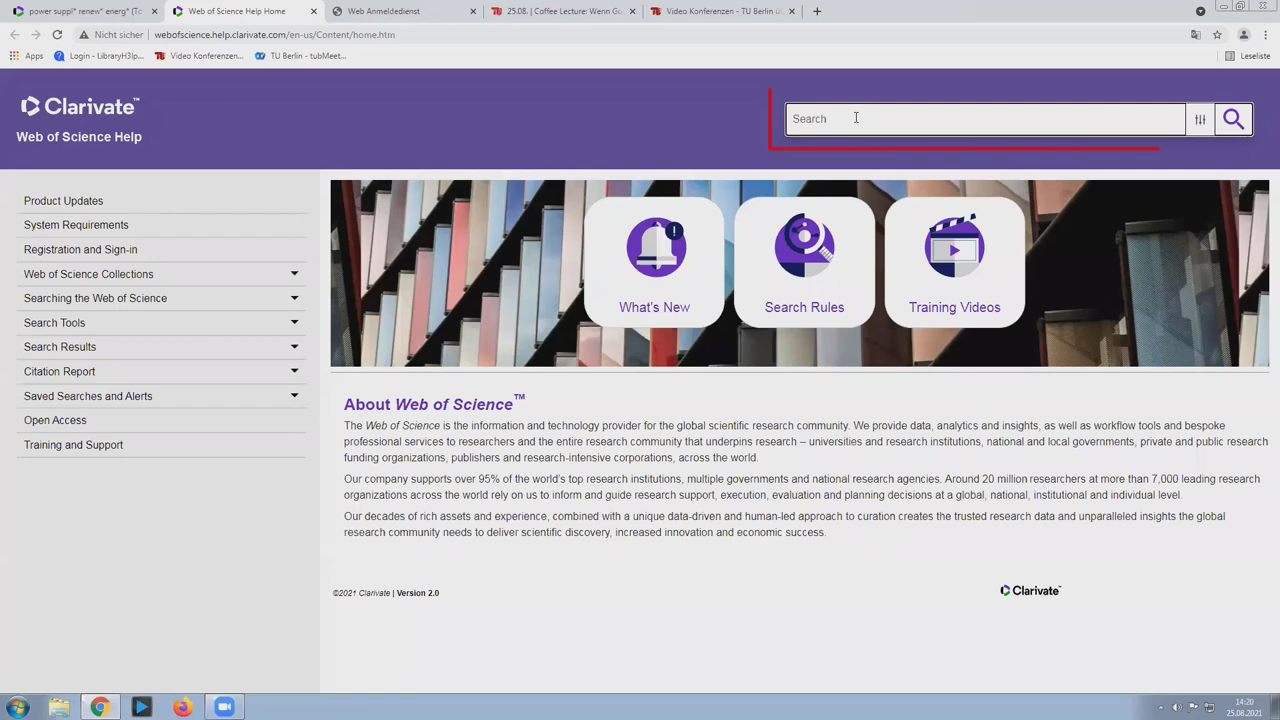 power suppl* renew* energ* (To
Web of Science Help Home
Web Anmeldedienst
25.08. | Coffee Lecture: Wenn Go
Video Konferenzen – TU Berlin ü
Nicht sicher
webofscience.help.clarivate.com/en-us/Content/home.htm
Apps
Login - LibraryH3lp...
Video Konferenzen...
TU Berlin - tubMeet...
Leseliste
Clarivate™
Web of Science Help
Search
Product Updates
System Requirements
Registration and Sign-in
Web of Science Collections
Searching the Web of Science
Search Tools
Search Results
Citation Report
Saved Searches and Alerts
Open Access
Training and Support
What's New
Search Rules
Training Videos
About Web of Science™
The Web of Science is the information and technology provider for the global scientific research community. We provide data, analytics and insights, as well as workflow tools and bespoke
professional services to researchers and the entire research community that underpins research – universities and research institutions, national and local governments, private and public research
funding organizations, publishers and research-intensive corporations, across the world.
Our company supports over 95% of the world's top research institutions, multiple governments and national research agencies. Around 20 million researchers at more than 7,000 leading research
organizations across the world rely on us to inform and guide research support, execution, evaluation and planning decisions at a global, national, institutional and individual level.
Our decades of rich assets and experience, combined with a unique data-driven and human-led approach to curation creates the trusted research data and unparalleled insights the global
research community needs to deliver scientific discovery, increased innovation and economic success.
©2021 Clarivate | Version 2.0
Clarivate™
14:20
25.08.2021